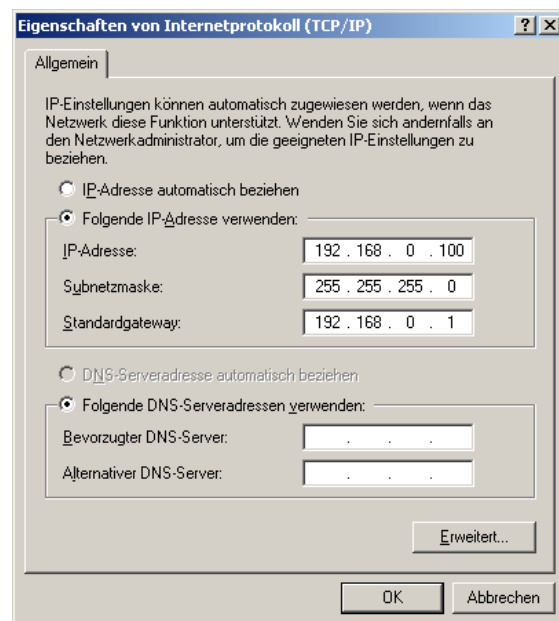 Eigenschaften von Internetprotokoll (TCP/IP)
Allgemein
IP-Einstellungen können automatisch zugewiesen werden, wenn das
Netzwerk diese Funktion unterstützt. Wenden Sie sich andernfalls an
den Netzwerkadministrator, um die geeigneten IP-Einstellungen zu
beziehen.
IP-Adresse automatisch beziehen
Folgende IP-Adresse verwenden:
IP-Adresse: 192 . 168 . 0 . 100
Subnetzmaske: 255 . 255 . 255 . 0
Standardgateway: 192 . 168 . 0 . 1
DNS-Serveradresse automatisch beziehen
Folgende DNS-Serveradressen verwenden:
Bevorzugter DNS-Server: . . .
Alternativer DNS-Server: . . .
Erweitert...
OK Abbrechen